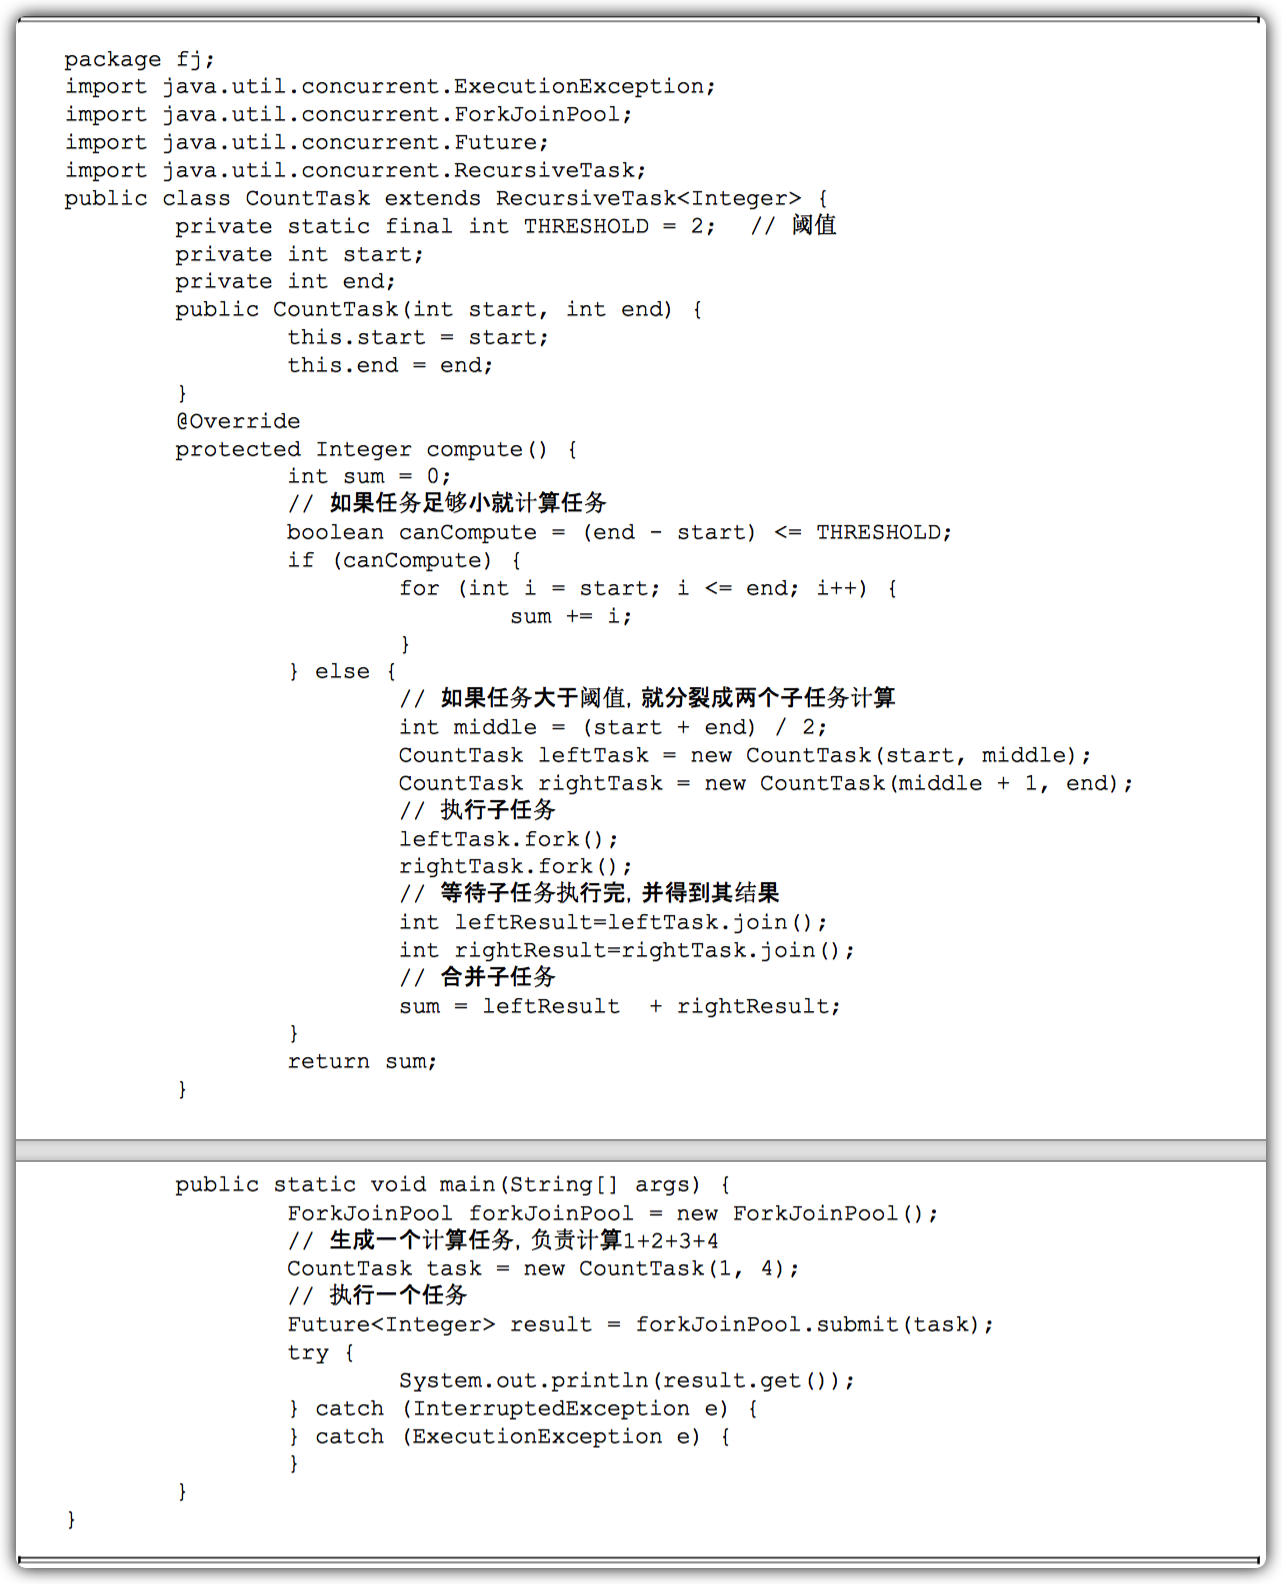 package fj;
import java.util.concurrent.ExecutionException;
import java.util.concurrent.ForkJoinPool;
import java.util.concurrent.Future;
import java.util.concurrent.RecursiveTask;
public class CountTask extends RecursiveTask<Integer> {
        private static final int THRESHOLD = 2;  // 阈值
        private int start;
        private int end;
        public CountTask(int start, int end) {
                this.start = start;
                this.end = end;
        }
        @Override
        protected Integer compute() {
                int sum = 0;
                // 如果任务足够小就计算任务
                boolean canCompute = (end - start) <= THRESHOLD;
                if (canCompute) {
                        for (int i = start; i <= end; i++) {
                                sum += i;
                        }
                } else {
                        // 如果任务大于阈值, 就分裂成两个子任务计算
                        int middle = (start + end) / 2;
                        CountTask leftTask = new CountTask(start, middle);
                        CountTask rightTask = new CountTask(middle + 1, end);
                        // 执行子任务
                        leftTask.fork();
                        rightTask.fork();
                        // 等待子任务执行完, 并得到其结果
                        int leftResult=leftTask.join();
                        int rightResult=rightTask.join();
                        // 合并子任务
                        sum = leftResult  + rightResult;
                }
                return sum;
        }
        public static void main(String[] args) {
                ForkJoinPool forkJoinPool = new ForkJoinPool();
                // 生成一个计算任务, 负责计算1+2+3+4
                CountTask task = new CountTask(1, 4);
                // 执行一个任务
                Future<Integer> result = forkJoinPool.submit(task);
                try {
                        System.out.println(result.get());
                } catch (InterruptedException e) {
                } catch (ExecutionException e) {
                }
        }
}